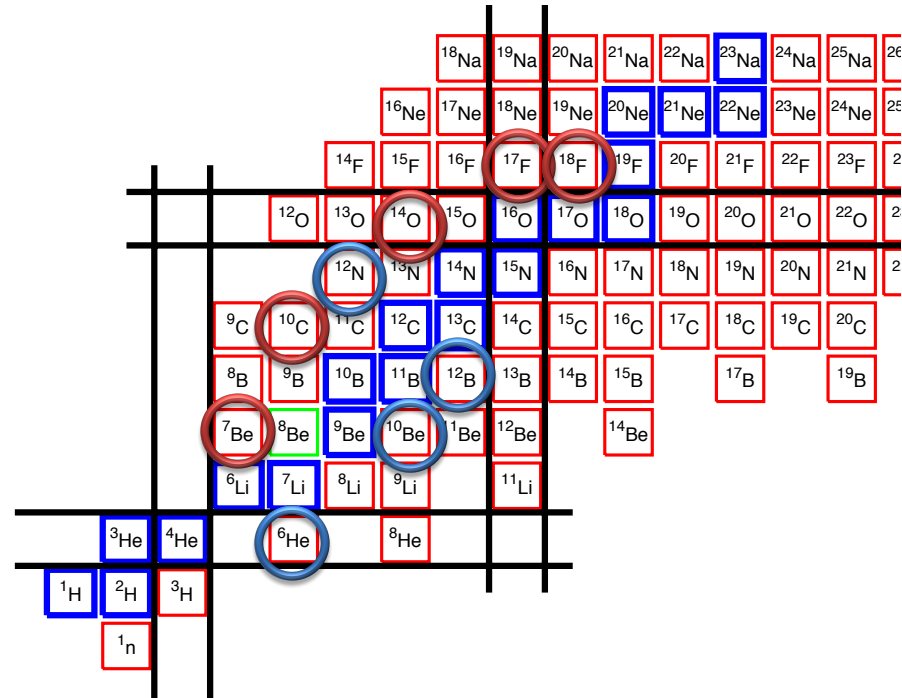 ¹⁸Na ¹⁹Na ²⁰Na ²¹Na ²²Na ²³Na ²⁴Na ²⁵Na
¹⁶Ne ¹⁷Ne ¹⁸Ne ¹⁹Ne ²⁰Ne ²¹Ne ²²Ne ²³Ne ²⁴Ne
¹⁴F ¹⁵F ¹⁶F ¹⁷F ¹⁸F ¹⁹F ²⁰F ²¹F ²²F ²³F
¹²O ¹³O ¹⁴O ¹⁵O ¹⁶O ¹⁷O ¹⁸O ¹⁹O ²⁰O ²¹O ²²O
¹²N ¹³N ¹⁴N ¹⁵N ¹⁶N ¹⁷N ¹⁸N ¹⁹N ²⁰N ²¹N
⁹C ¹⁰C ¹¹C ¹²C ¹³C ¹⁴C ¹⁵C ¹⁶C ¹⁷C ¹⁸C ¹⁹C ²⁰C
⁸B ⁹B ¹⁰B ¹¹B ¹²B ¹³B ¹⁴B ¹⁵B ¹⁷B ¹⁹B
⁷Be ⁸Be ⁹Be ¹⁰Be ¹¹Be ¹²Be ¹⁴Be
⁶Li ⁷Li ⁸Li ⁹Li ¹¹Li
³He ⁴He ⁶He ⁸He
¹H ²H ³H
¹n